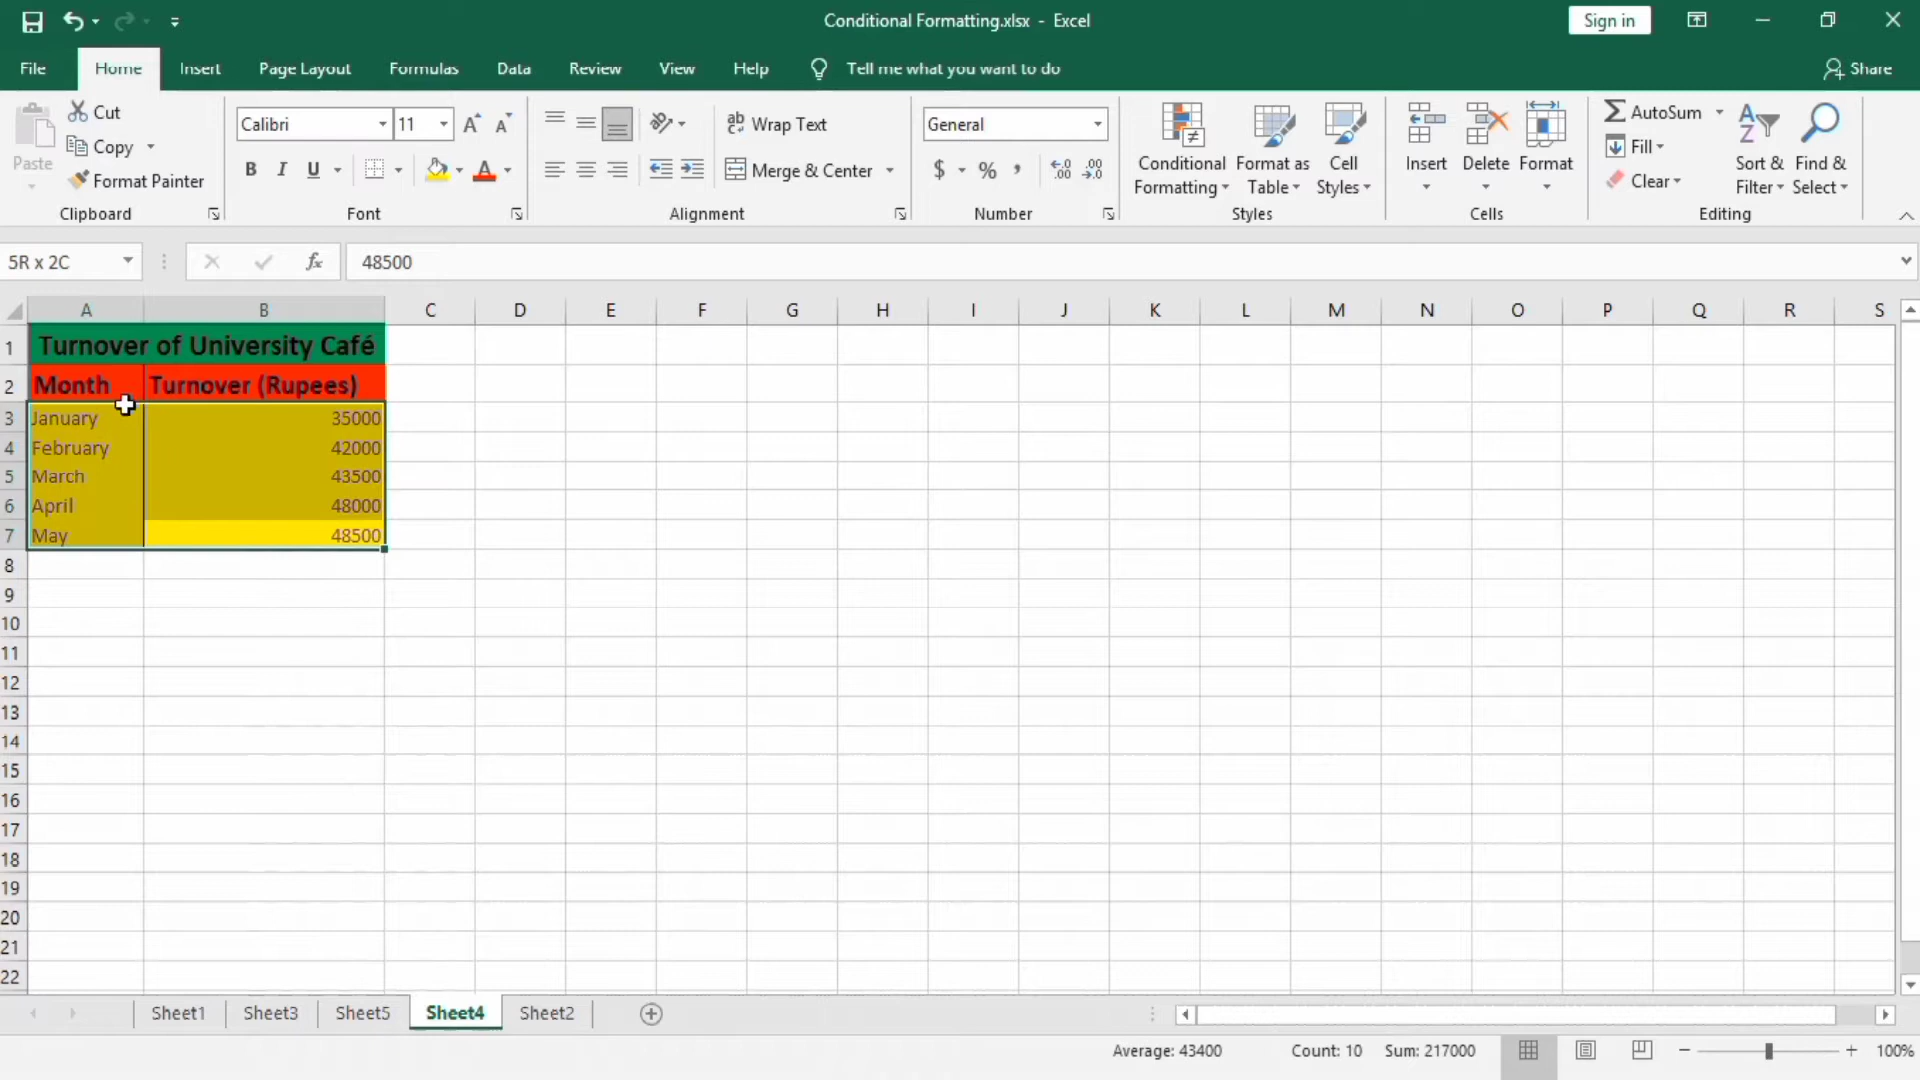 Conditional Formatting.xlsx - Excel
Sign in
File Home Insert Page Layout Formulas Data Review View Help Tell me what you want to do Share
Cut
Copy
Format Painter
Paste
Clipboard
Calibri 11
B I U A
Font
Wrap Text
Merge & Center
Alignment
General
$ % ,
Number
Conditional Formatting
Format as Table
Cell Styles
Styles
Insert Delete Format
Cells
AutoSum
Fill
Clear
Sort & Filter
Find & Select
Editing
5R x 2C fx 48500
A B C D E F G H I J K L M N O P Q R S
1 Turnover of University Café
2 Month Turnover (Rupees)
3 January 35000
4 February 42000
5 March 43500
6 April 48000
7 May 48500
8
9
10
11
12
13
14
15
16
17
18
19
20
21
22
Sheet1 Sheet3 Sheet5 Sheet4 Sheet2
Average: 43400 Count: 10 Sum: 217000 100%